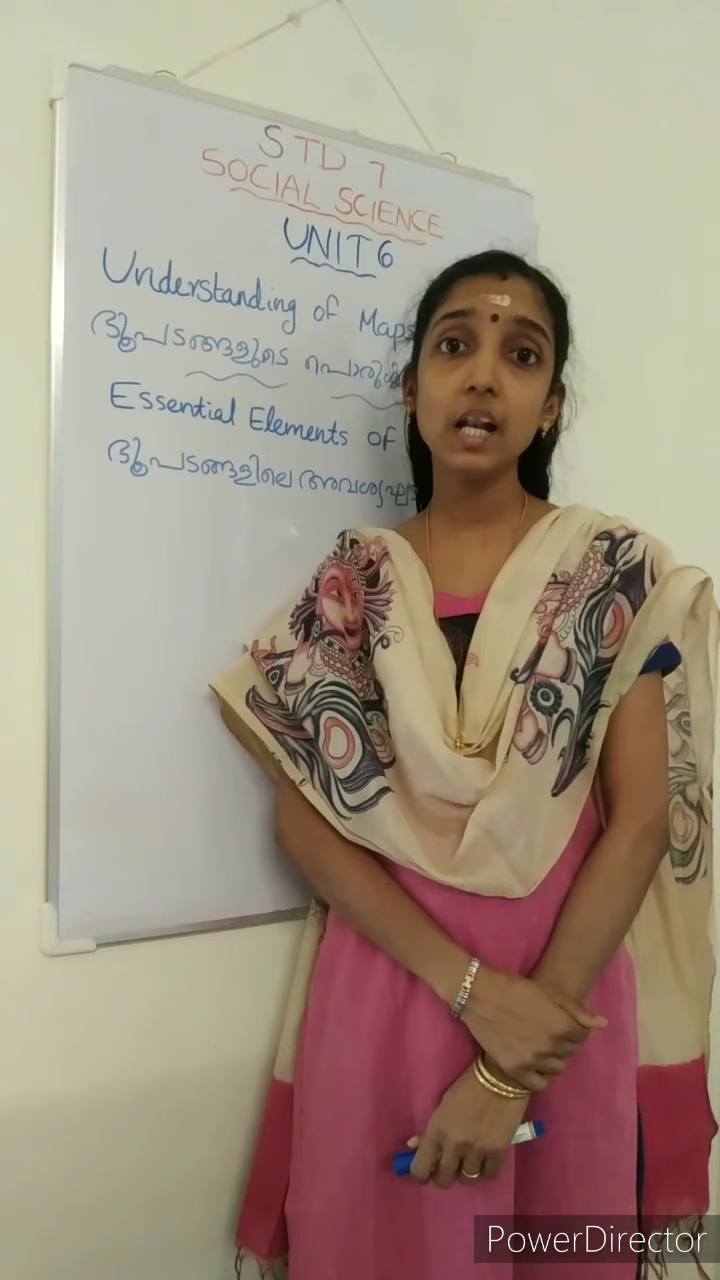 STD 7
SOCIAL SCIENCE
UNIT 6
Understanding of Maps
ഭൂപടങ്ങളുടെ
Essential Elements of
ഭൂപടങ്ങളിലെ
PowerDirector